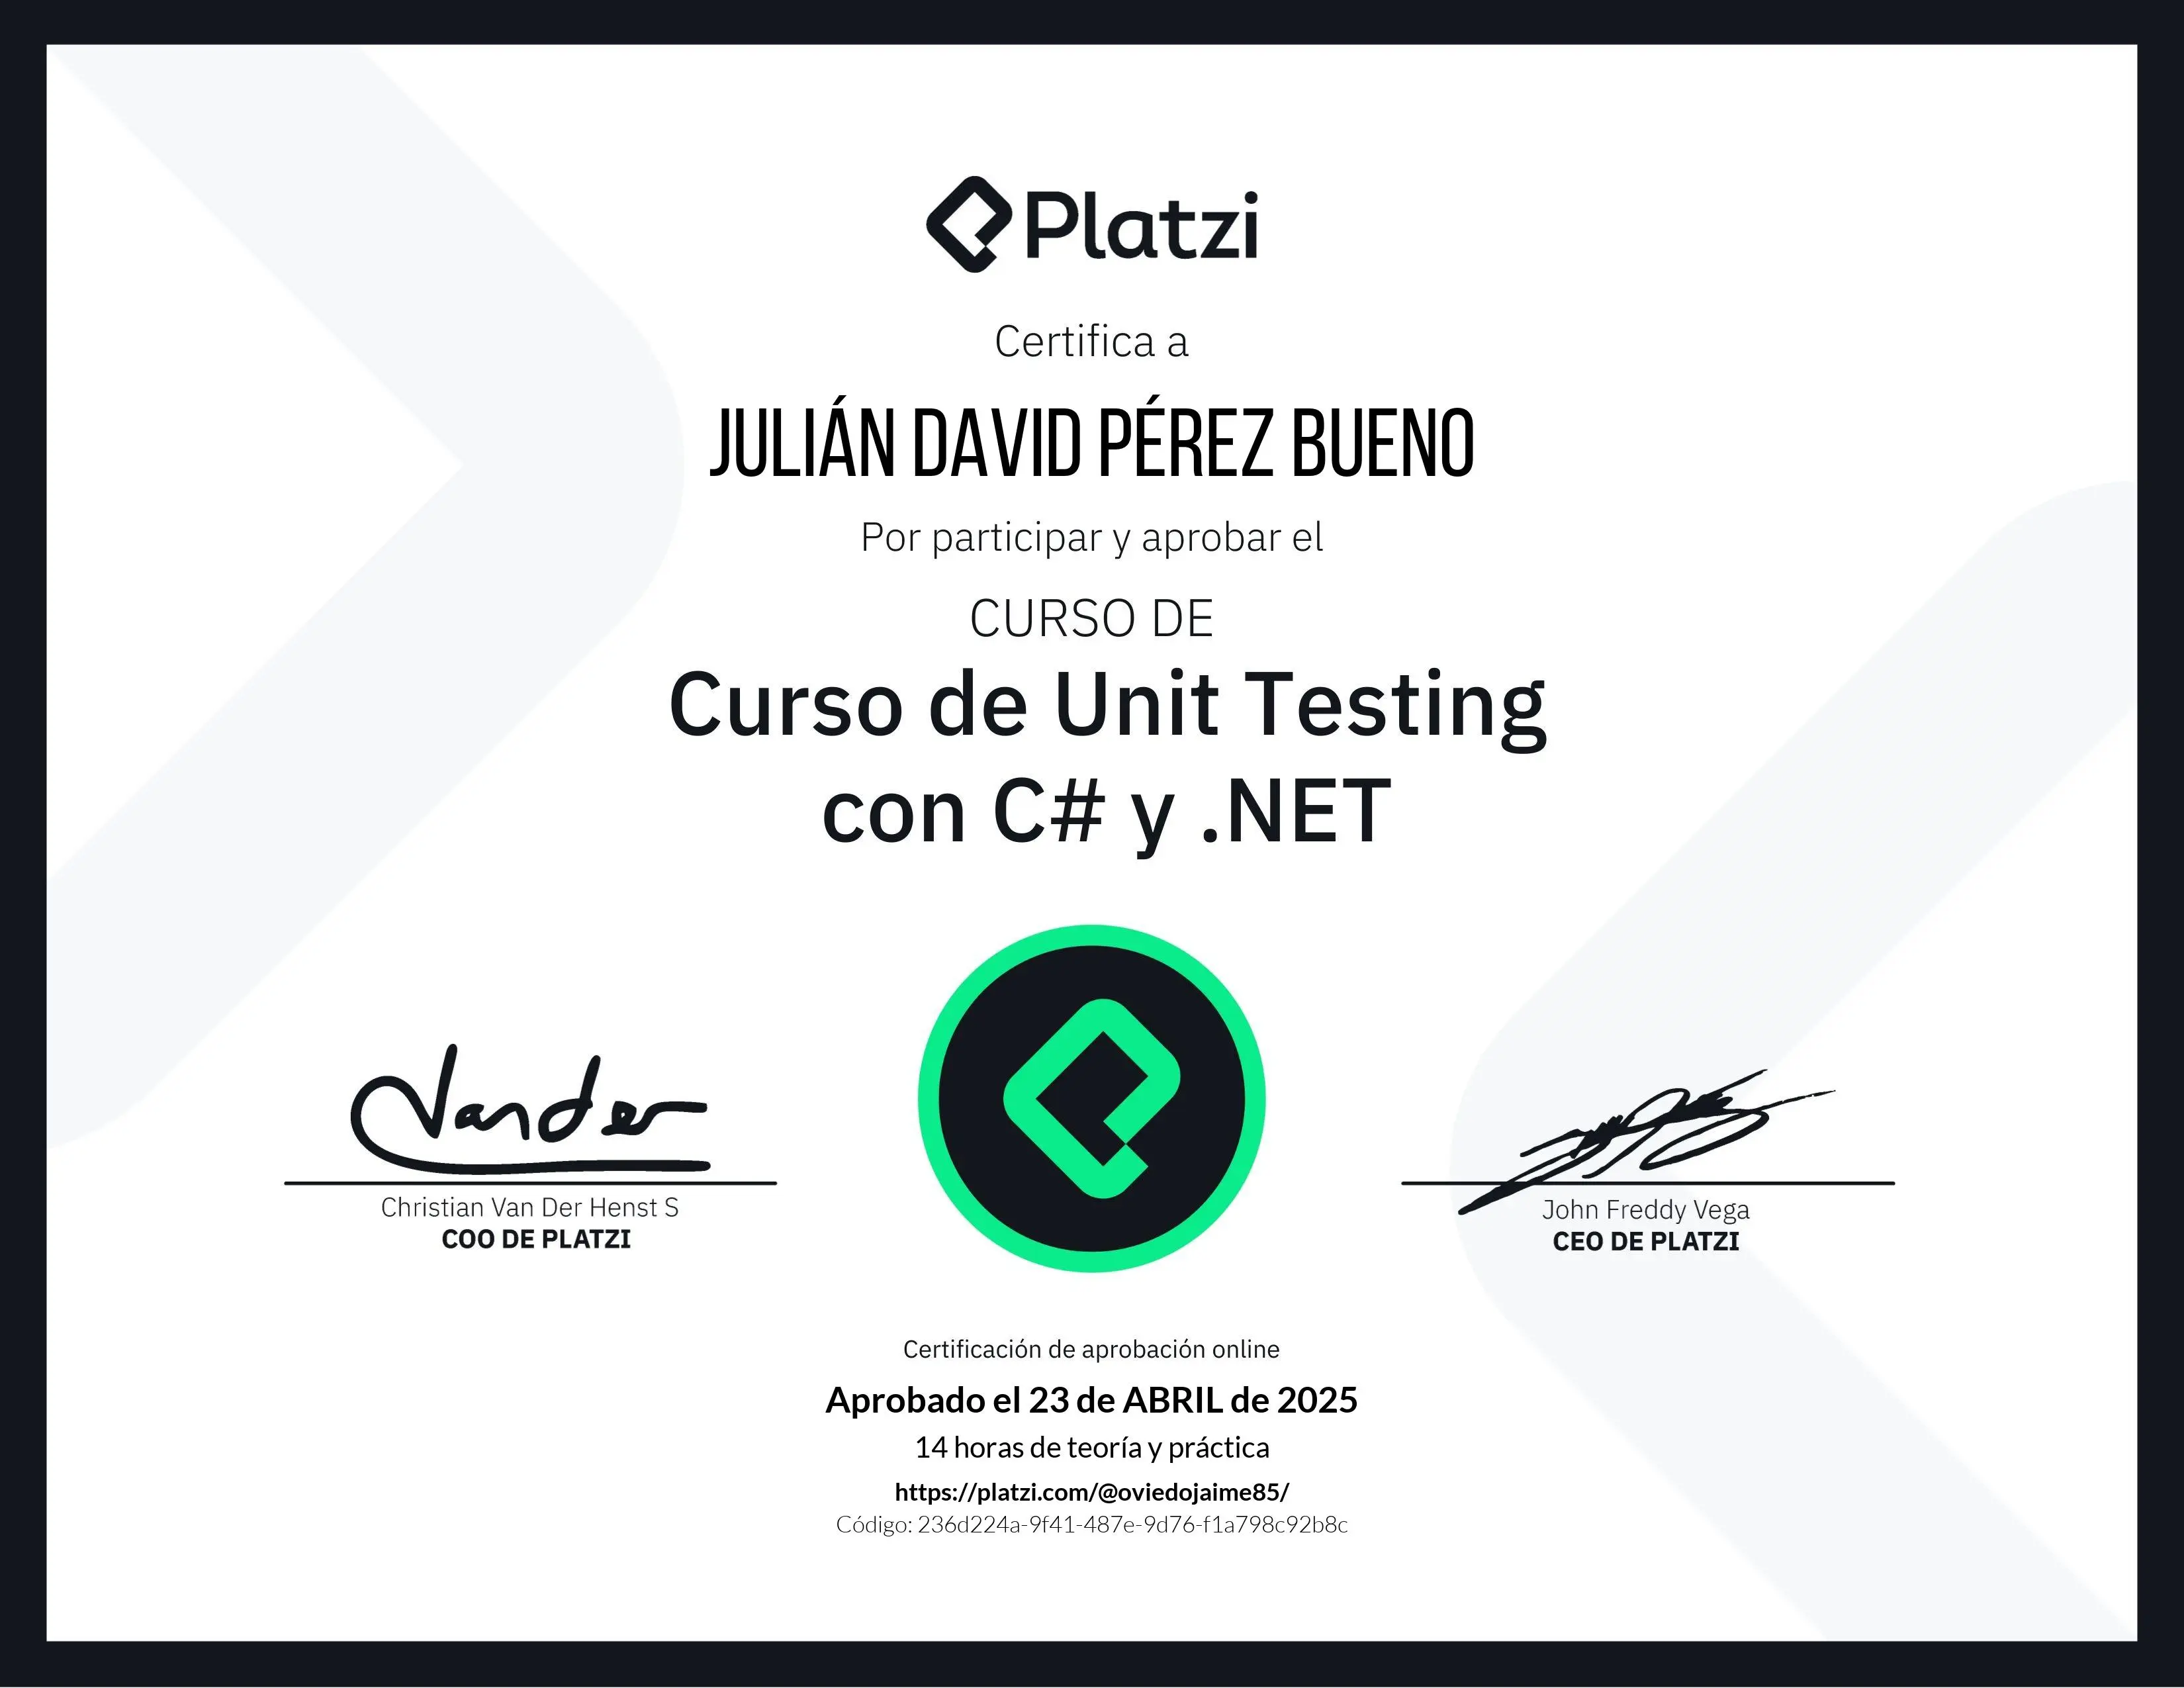 Platzi
Certifica a
JULIÁN DAVID PÉREZ BUENO
Por participar y aprobar el
CURSO DE
Curso de Unit Testing
con C# y .NET
Vander
Christian Van Der Henst S
COO DE PLATZI
John Freddy Vega
CEO DE PLATZI
Certificación de aprobación online
Aprobado el 23 de ABRIL de 2025
14 horas de teoría y práctica
https://platzi.com/@oviedojaime85/
Código: 236d224a-9f41-487e-9d76-f1a798c92b8c